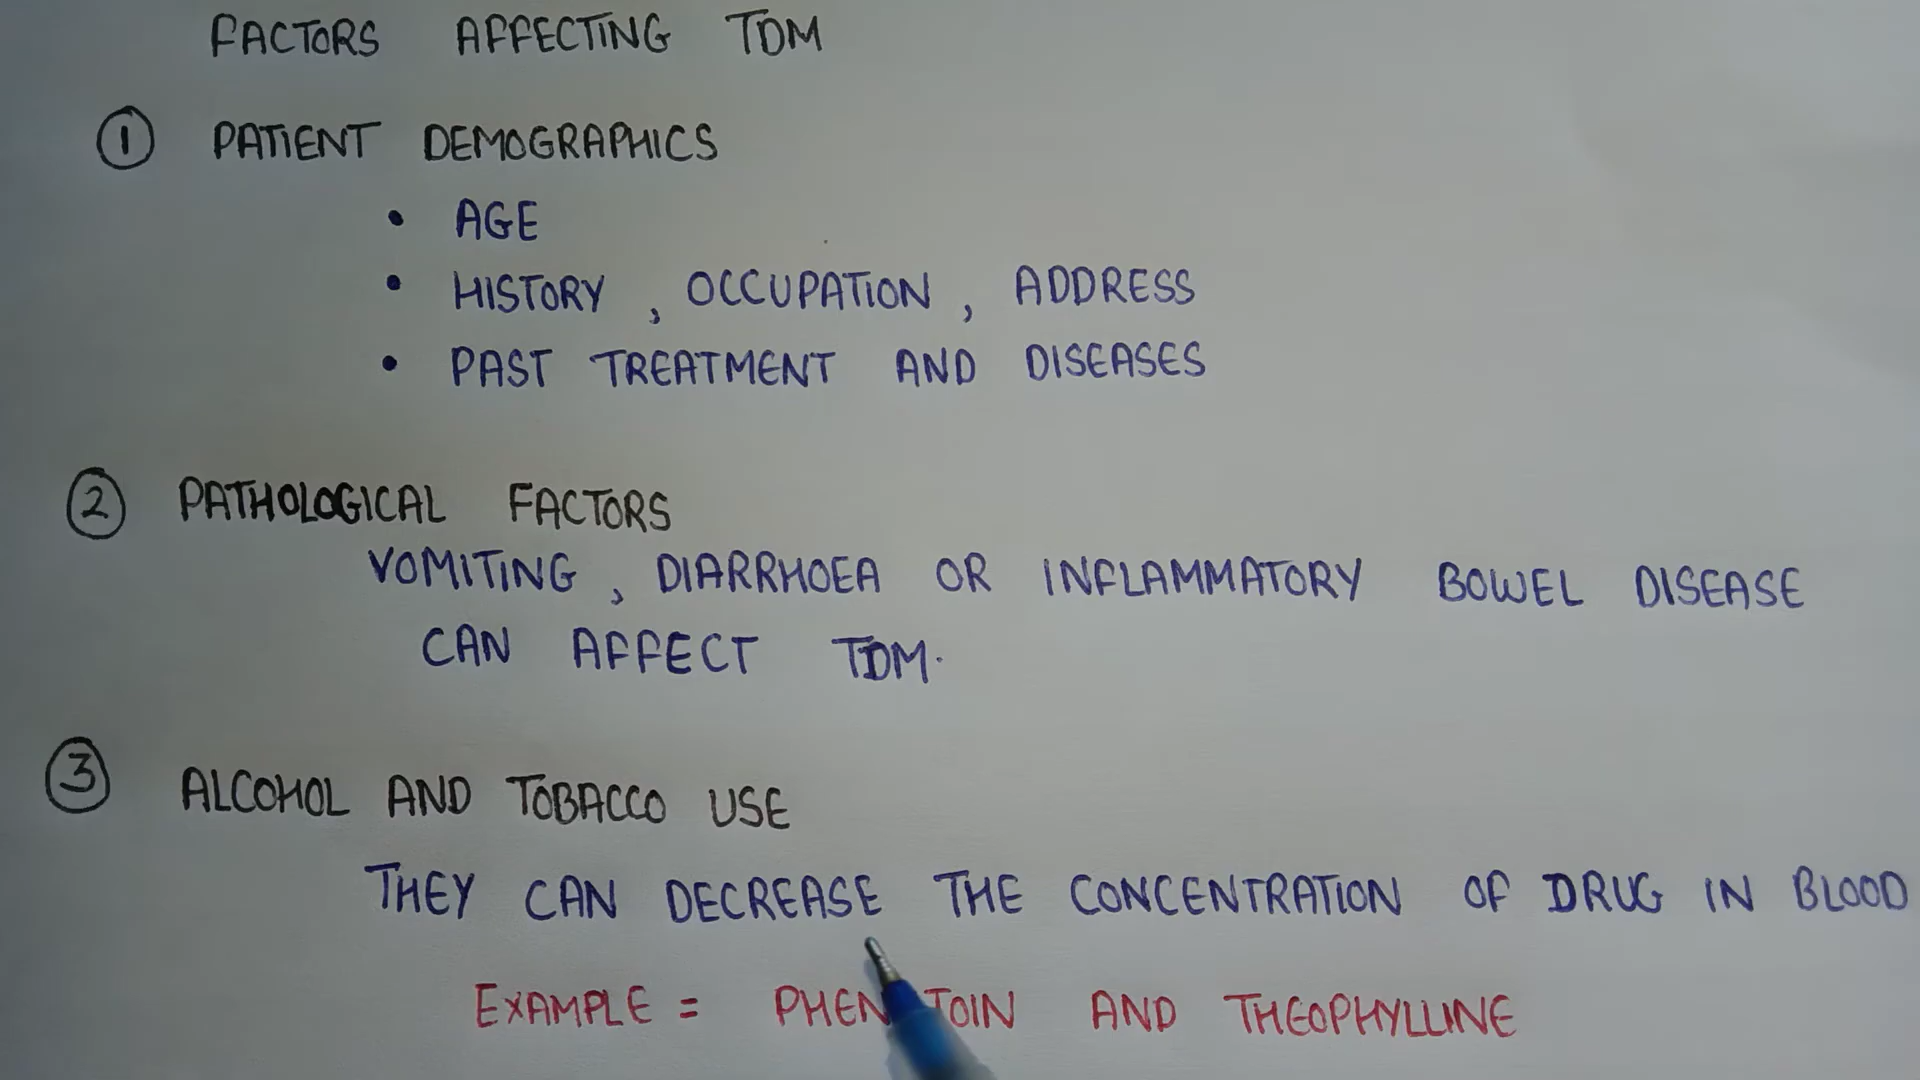 FACTORS AFFECTING TDM
① PATIENT DEMOGRAPHICS
• AGE
• HISTORY, OCCUPATION, ADDRESS
• PAST TREATMENT AND DISEASES
② PATHOLOGICAL FACTORS
VOMITING, DIARRHOEA OR INFLAMMATORY BOWEL DISEASE
CAN AFFECT TDM.
③ ALCOHOL AND TOBACCO USE
THEY CAN DECREASE THE CONCENTRATION OF DRUG IN BLOOD
EXAMPLE = PHENYTOIN AND THEOPHYLLINE